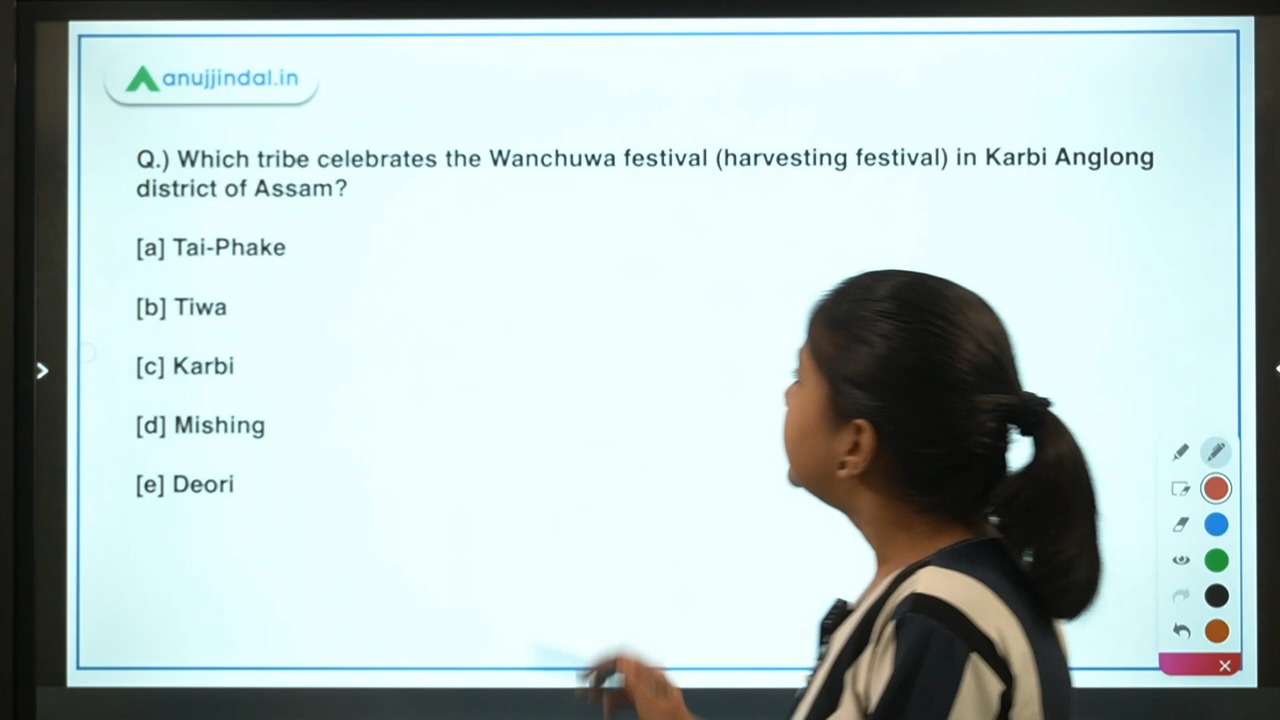 anujjindal.in
Q.) Which tribe celebrates the Wanchuwa festival (harvesting festival) in Karbi Anglong
district of Assam?
[a] Tai-Phake
[b] Tiwa
[c] Karbi
[d] Mishing
[e] Deori